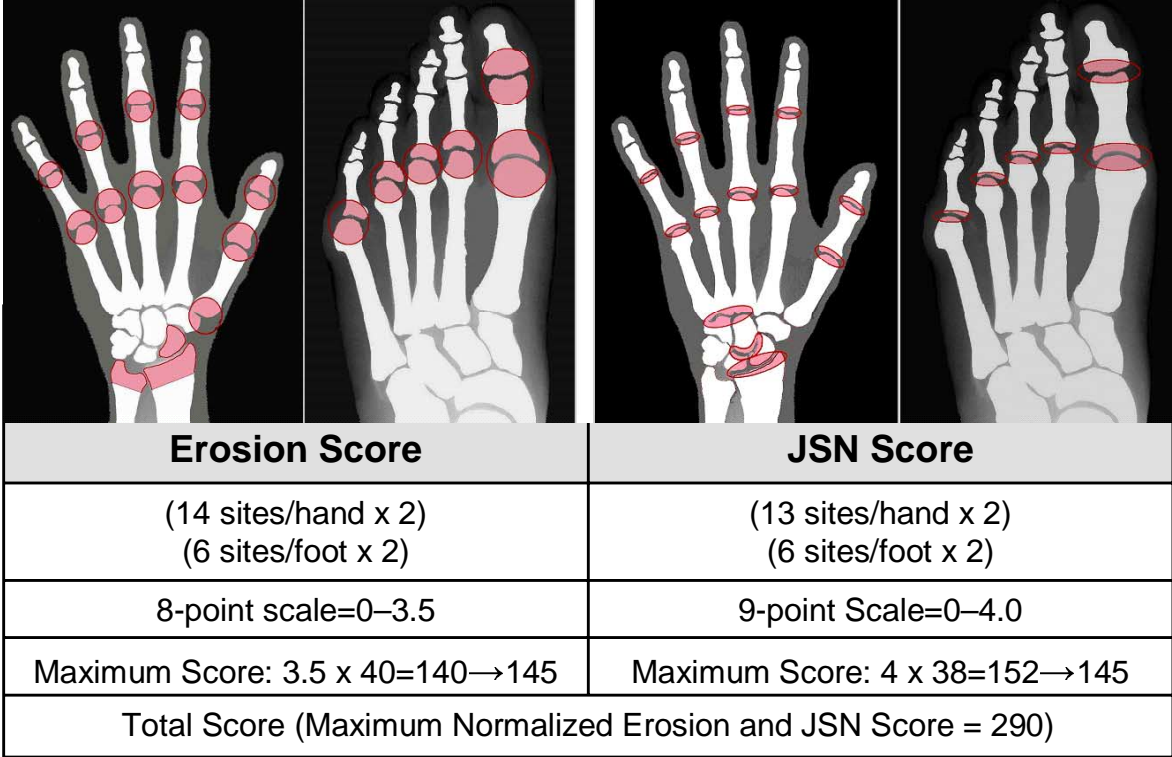 Erosion Score
JSN Score
(14 sites/hand x 2)
(6 sites/foot x 2)
(13 sites/hand x 2)
(6 sites/foot x 2)
8-point scale=0–3.5
9-point Scale=0–4.0
Maximum Score: 3.5 x 40=140→145
Maximum Score: 4 x 38=152→145
Total Score (Maximum Normalized Erosion and JSN Score = 290)